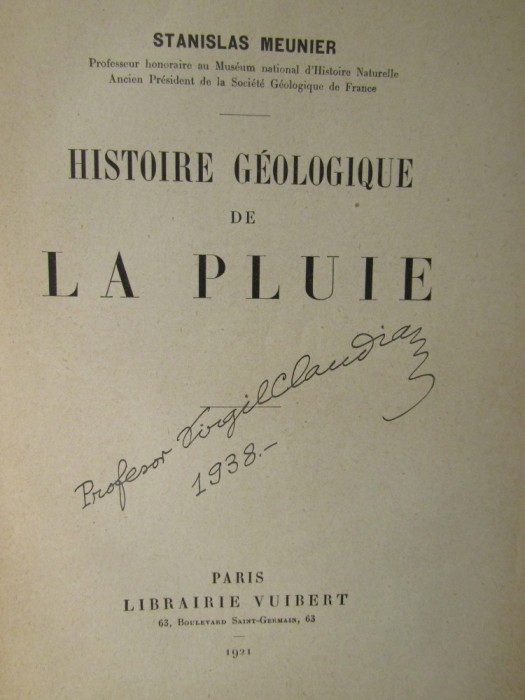 STANISLAS MEUNIER
Professeur honoraire au Muséum national d'Histoire Naturelle
Ancien Président de la Société Géologique de France
HISTOIRE GÉOLOGIQUE
DE
LA PLUIE
Profesor Virgil Claudian
1938.-
PARIS
LIBRAIRIE VUIBERT
63, Boulevard Saint-Germain, 63
1921